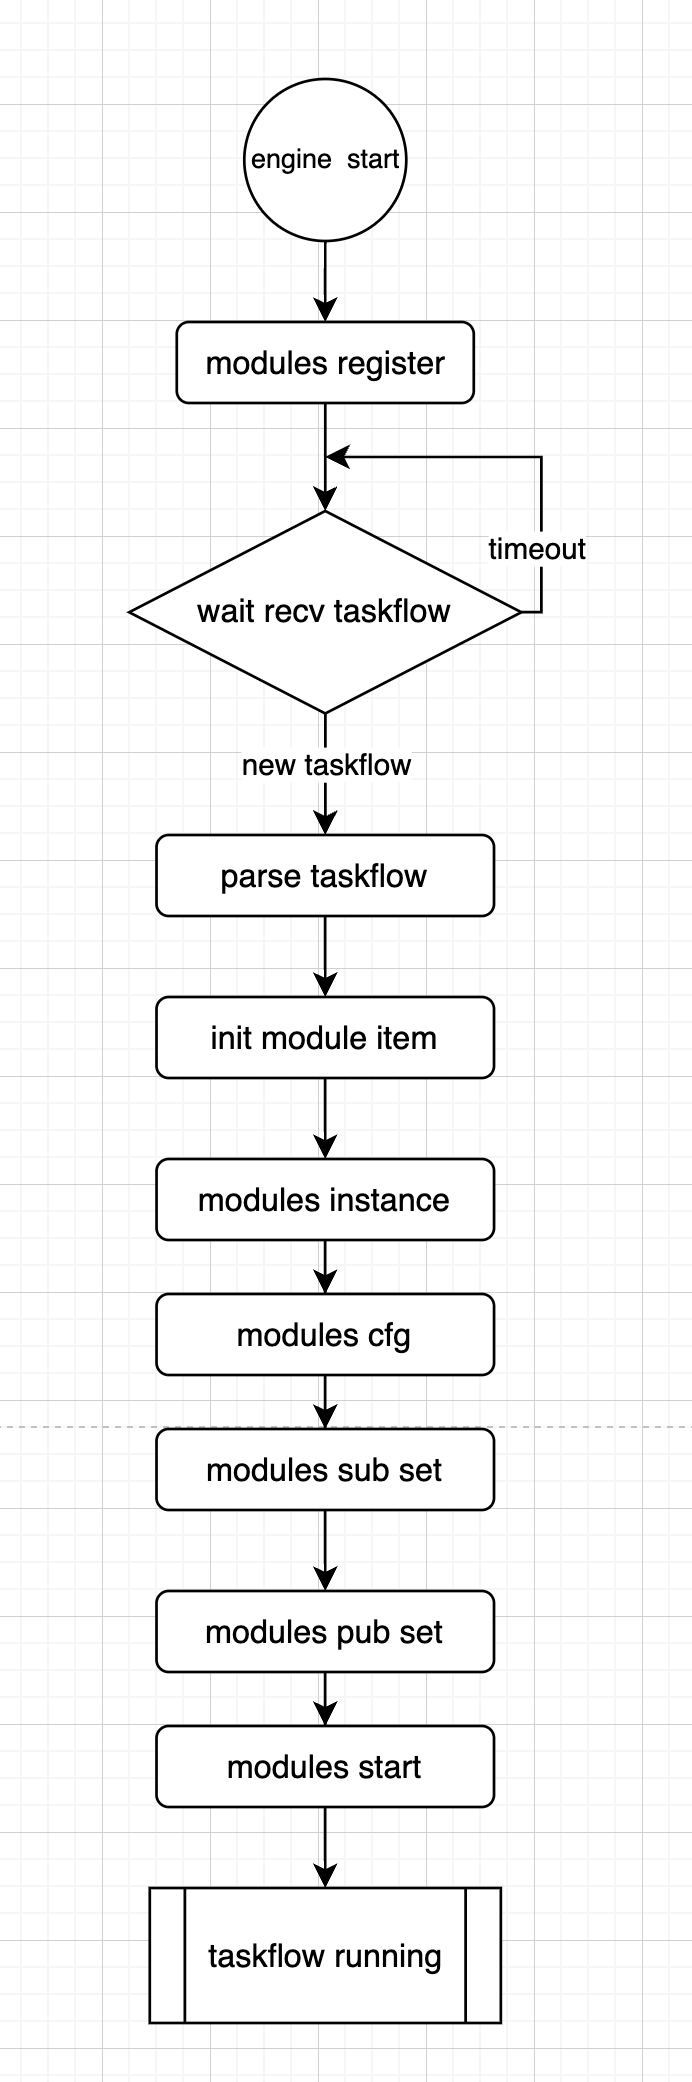 engine start
modules register
timeout
wait recv taskflow
new taskflow
parse taskflow
init module item
modules instance
modules cfg
modules sub set
modules pub set
modules start
taskflow running